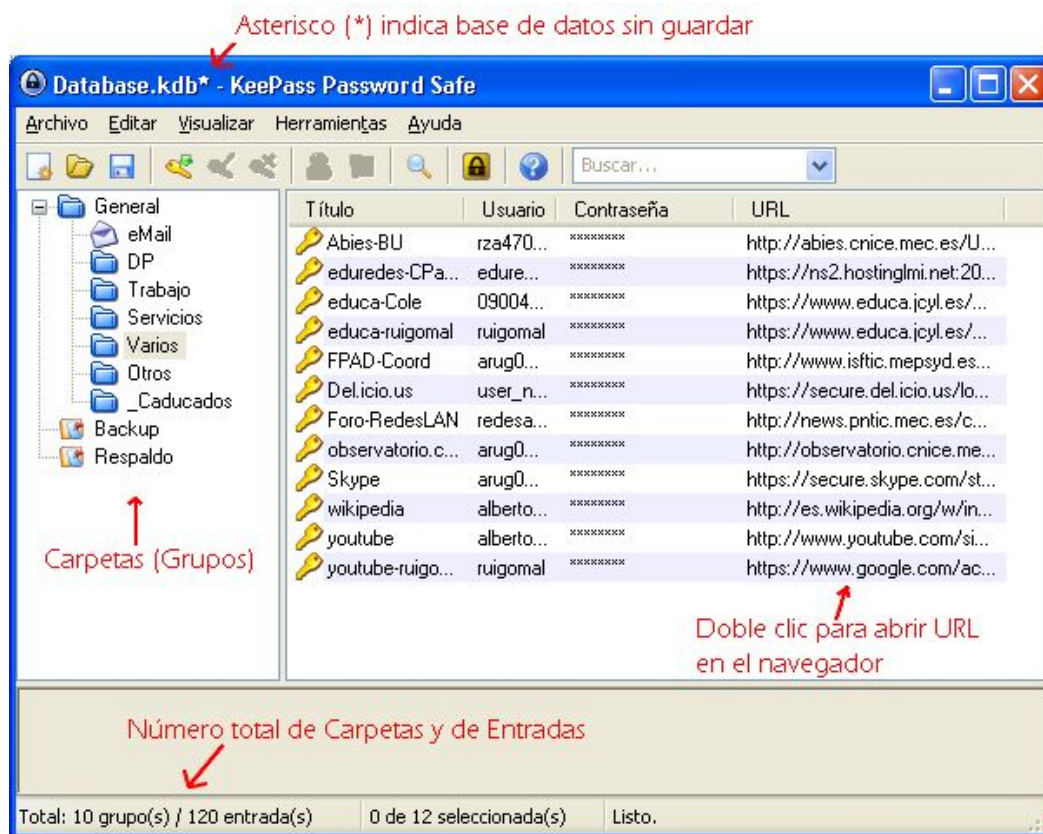 Asterisco (*) indica base de datos sin guardar
Database.kdb* - KeePass Password Safe
Archivo Editar Visualizar Herramientas Ayuda
Buscar...
General
eMail
DP
Trabajo
Servicios
Varios
Otros
_Caducados
Backup
Respaldo
Carpetas (Grupos)
Título Usuario Contraseña URL
Abies-BU rza470... ******** http://abies.cnice.mec.es/U...
eduredes-CPa... edure... ******** https://ns2.hostinglmi.net:20...
educa-Cole 09004... ******** https://www.educa.jcyl.es/...
educa-ruigomal ruigomal ******** https://www.educa.jcyl.es/...
FPAD-Coord arug0... ******** http://www.isftic.mepsyd.es...
Del.icio.us user_n... ******** https://secure.del.icio.us/lo...
Foro-RedesLAN redesa... ******** http://news.pntic.mec.es/c...
observatorio.c... arug0... ******** http://observatorio.cnice.me...
Skype arug0... ******** https://secure.skype.com/st...
wikipedia alberto... ******** http://es.wikipedia.org/w/in...
youtube alberto... ******** http://www.youtube.com/si...
youtube-ruigo... ruigomal ******** https://www.google.com/ac...
Doble clic para abrir URL
en el navegador
Número total de Carpetas y de Entradas
Total: 10 grupo(s) / 120 entrada(s) 0 de 12 seleccionada(s) Listo.